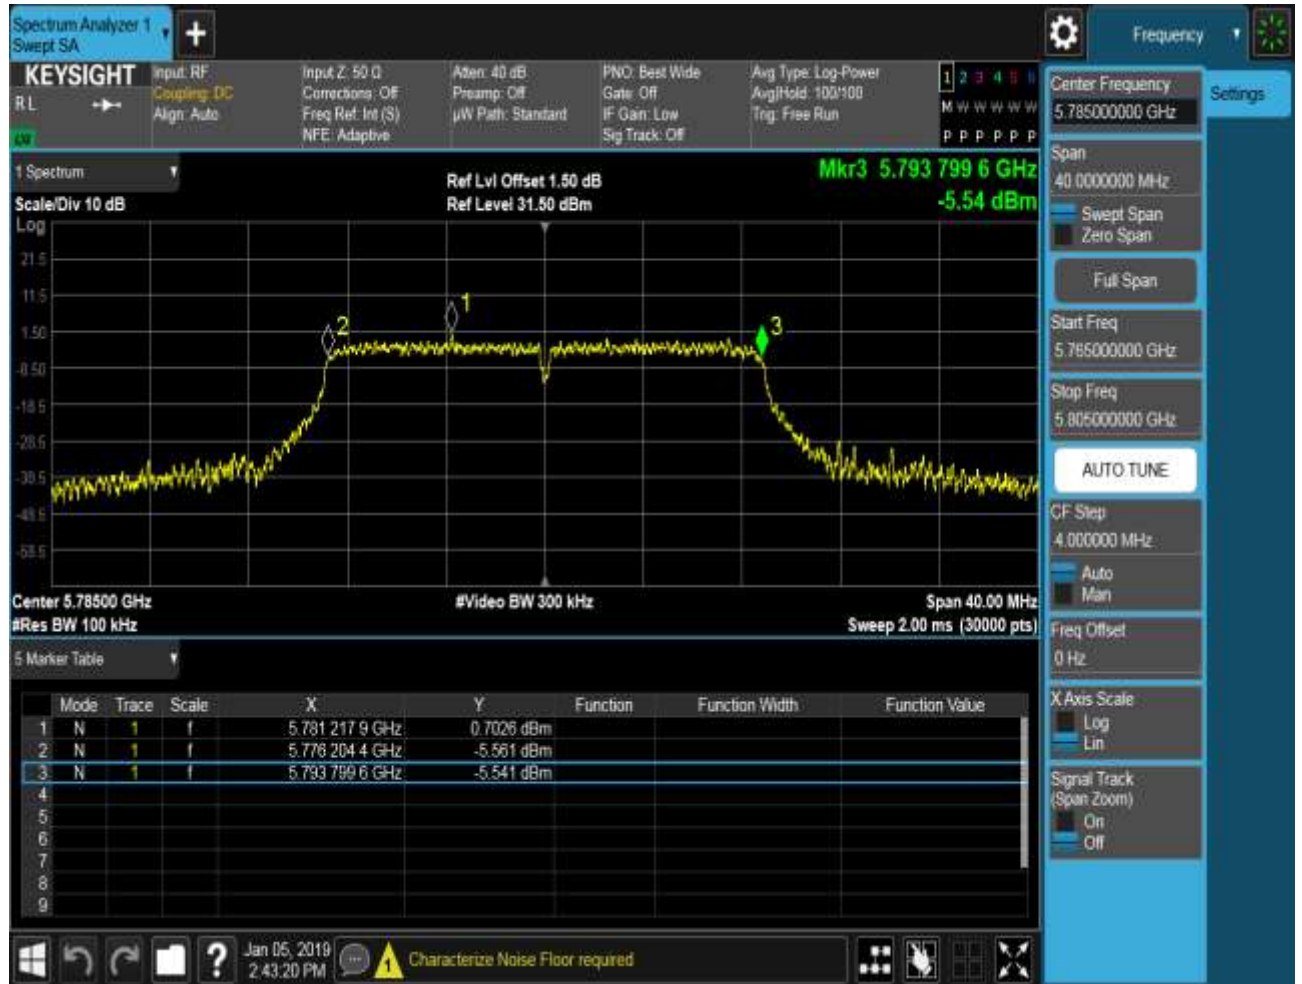 Spectrum Analyzer 1
Swept SA
Frequency
KEYSIGHT
R L
Input: RF
Coupling: DC
Align: Auto
Input Z: 50 Ω
Corrections: Off
Freq Ref: Int (S)
NFE: Adaptive
Atten: 40 dB
Preamp: Off
µW Path: Standard
PNO: Best Wide
Gate: Off
IF Gain: Low
Sig Track: Off
Avg Type: Log-Power
Avg|Hold: 100/100
Trig: Free Run
1 2 3 4 5 6
M W W W W W
P P P P P P
1 Spectrum
Scale/Div 10 dB
Ref Lvl Offset 1.50 dB
Ref Level 31.50 dBm
Mkr3 5.793 799 6 GHz
-5.54 dBm
Log
21.5
11.5
1.50
-8.50
-18.5
-28.5
-38.5
-48.5
-58.5
2
1
3
Center 5.78500 GHz
#Res BW 100 kHz
#Video BW 300 kHz
Span 40.00 MHz
Sweep 2.00 ms (30000 pts)
5 Marker Table
Mode Trace Scale X Y Function Function Width Function Value
1 N 1 f 5.781 217 9 GHz 0.7026 dBm
2 N 1 f 5.776 204 4 GHz -5.561 dBm
3 N 1 f 5.793 799 6 GHz -5.541 dBm
4
5
6
7
8
9
Jan 05, 2019
2:43:20 PM
Characterize Noise Floor required
Center Frequency
5.785000000 GHz
Settings
Span
40.0000000 MHz
Swept Span
Zero Span
Full Span
Start Freq
5.765000000 GHz
Stop Freq
5.805000000 GHz
AUTO TUNE
CF Step
4.000000 MHz
Auto
Man
Freq Offset
0 Hz
X Axis Scale
Log
Lin
Signal Track
(Span Zoom)
On
Off